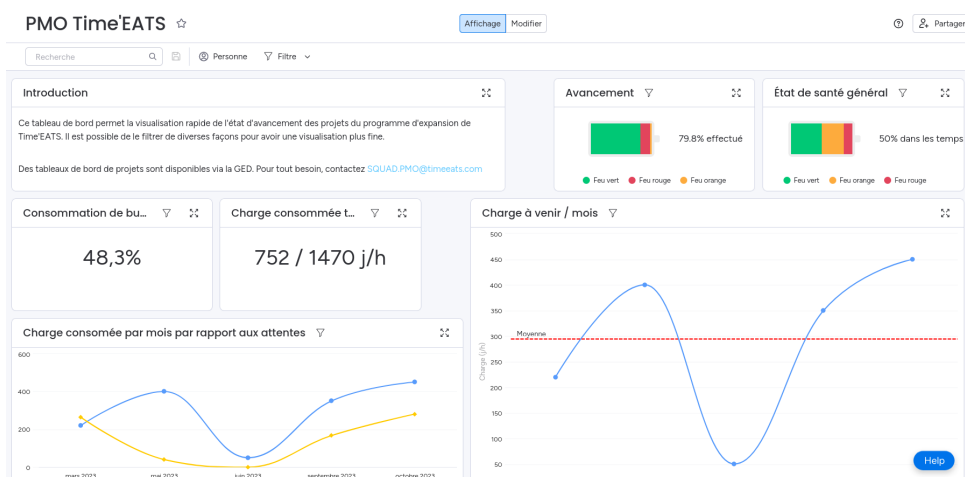 PMO Time'EATS
Affichage Modifier
Partager
Recherche
Personne
Filtre
Introduction
Ce tableau de bord permet la visualisation rapide de l'état d'avancement des projets du programme d'expansion de
Time'EATS. Il est possible de le filtrer de diverses façons pour avoir une visualisation plus fine.
Des tableaux de bord de projets sont disponibles via la GED. Pour tout besoin, contactez SQUAD.PMO@timeeats.com
Avancement
79.8% effectué
Feu vert Feu rouge Feu orange
État de santé général
50% dans les temps
Feu vert Feu orange Feu rouge
Consommation de bu...
48,3%
Charge consommée t...
752 / 1470 j/h
Charge à venir / mois
500
450
400
350
300
250
200
150
100
50
Charge (j/h)
Moyenne
Charge consomée par mois par rapport aux attentes
600
400
200
0
mars 2023 mai 2023 juin 2023 septembre 2023 octobre 2023
Help